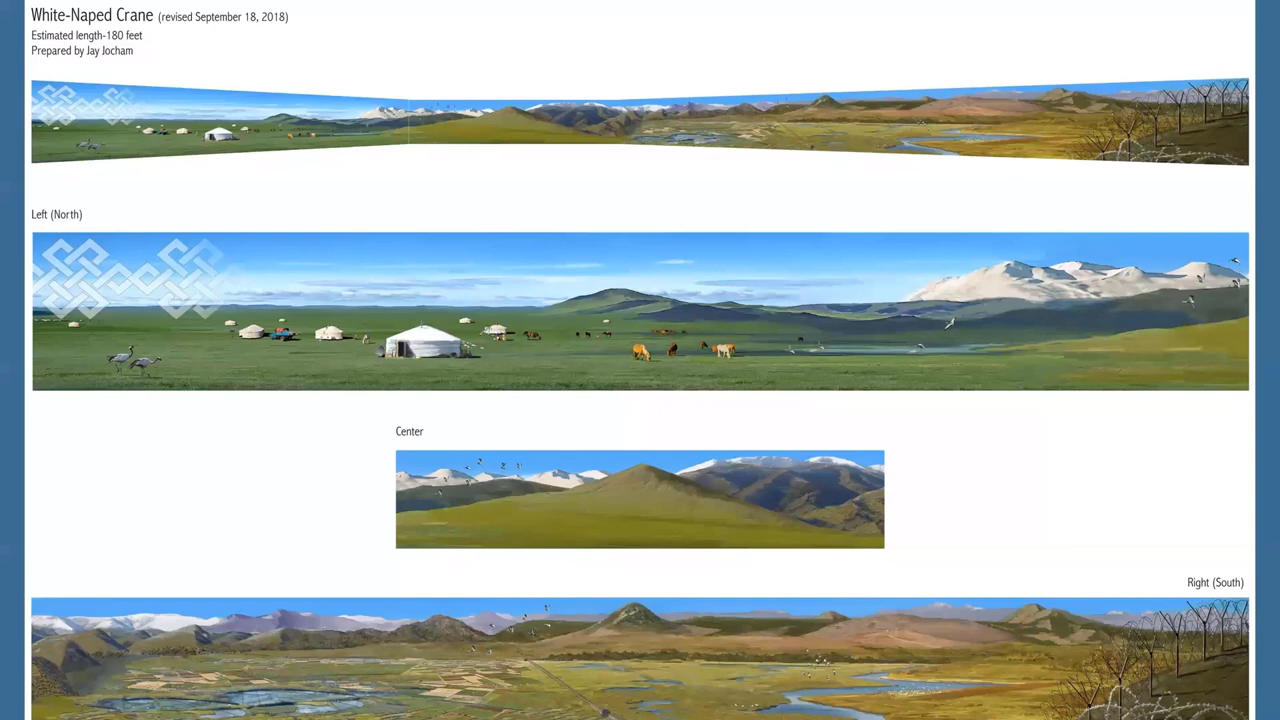 White-Naped Crane (revised September 18, 2018)
Estimated length-180 feet
Prepared by Jay Jocham
Left (North)
Center
Right (South)